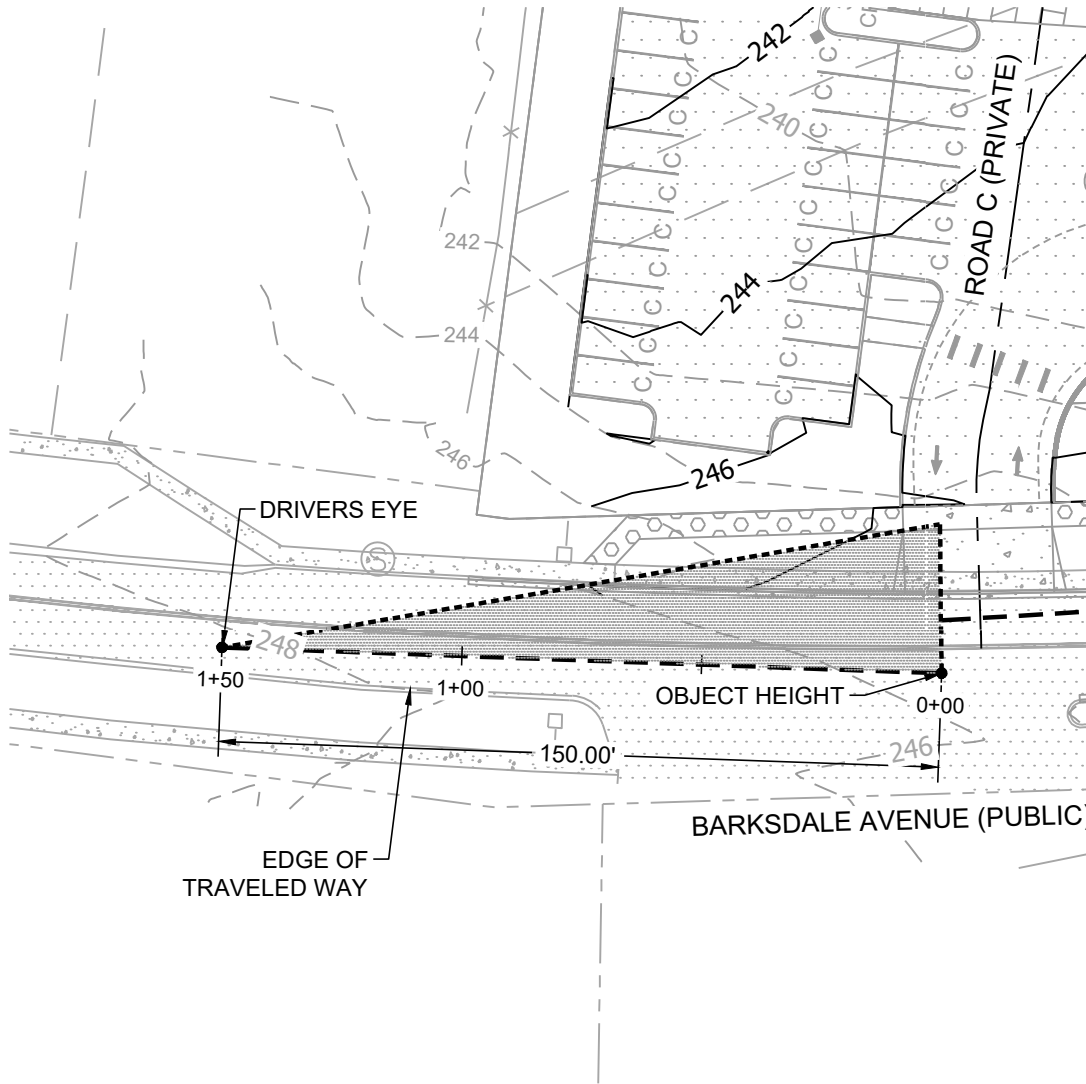 242
C
C C
C C C
C C C
240
C C C
C C C
C C C
C C C
ROAD C (PRIVATE)
242
C C C
244
C C C
C C
244
C C
C C
C C
246
246
DRIVERS EYE
S
248
1+50
1+00
OBJECT HEIGHT
0+00
150.00'
246
BARKSDALE AVENUE (PUBLIC)
EDGE OF
TRAVELED WAY